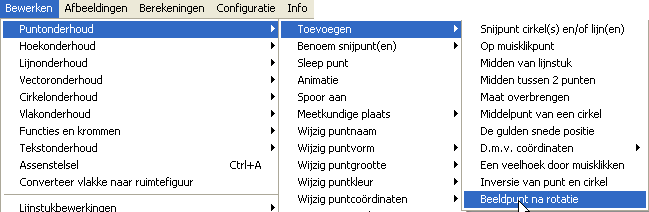 Bewerken Afbeeldingen Berekeningen Configuratie Info
Puntonderhoud
Hoekonderhoud
Lijnonderhoud
Vectoronderhoud
Cirkelonderhoud
Vlakonderhoud
Functies en krommen
Tekstonderhoud
Assenstelsel Ctrl+A
Converteer vlakke naar ruimtefiguur
Lijnstukbewerkingen
Toevoegen
Benoem snijpunt(en)
Sleep punt
Animatie
Spoor aan
Meetkundige plaats
Wijzig puntnaam
Wijzig puntvorm
Wijzig puntgrootte
Wijzig puntkleur
Wijzig puntcoördinaten
Snijpunt cirkel(s) en/of lijn(en)
Op muisklikpunt
Midden van lijnstuk
Midden tussen 2 punten
Maat overbrengen
Middelpunt van een cirkel
De gulden snede positie
D.m.v. coördinaten
Een veelhoek door muisklikken
Inversie van punt en cirkel
Beeldpunt na rotatie